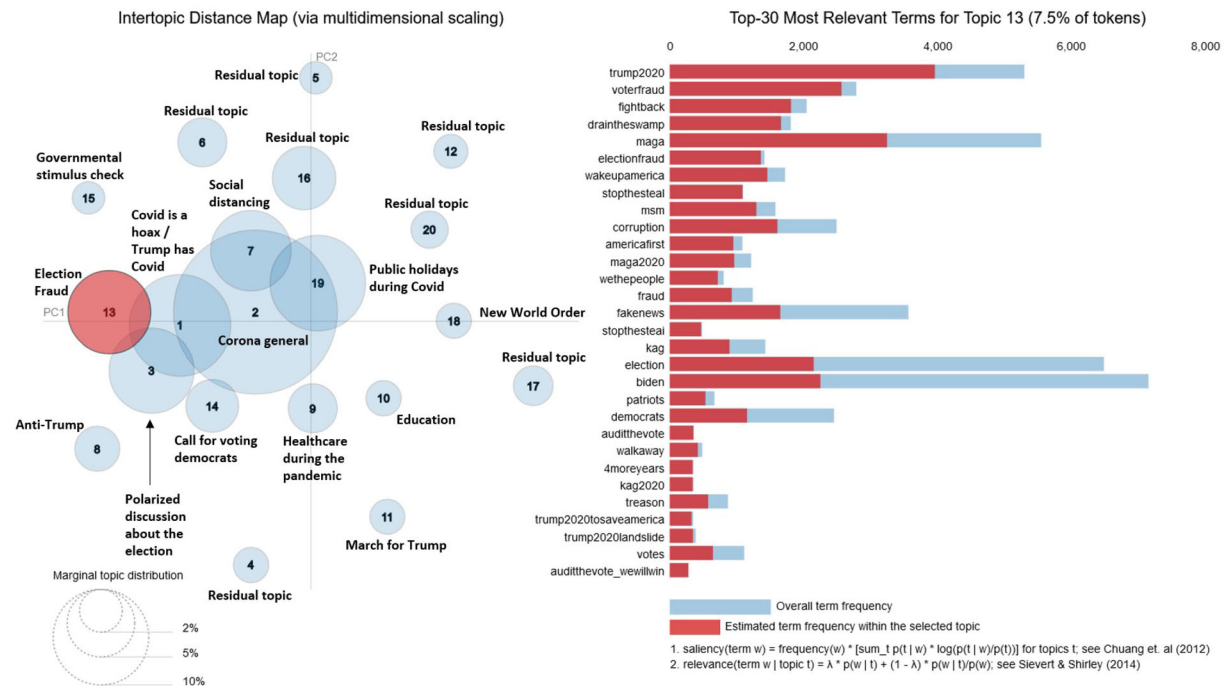 Intertopic Distance Map (via multidimensional scaling)
PC2
PC1
Residual topic
5
Residual topic
6
Residual topic
16
Residual topic
12
Governmental
stimulus check
15
Social
distancing
7
Residual topic
20
Covid is a
hoax /
Trump has
Covid
1
Election
Fraud
13
Public holidays
during Covid
19
2
Corona general
New World Order
18
3
Residual topic
17
14
Call for voting
democrats
9
Healthcare
during the
pandemic
10
Education
Anti-Trump
8
Polarized
discussion
about the
election
11
March for Trump
4
Residual topic
Marginal topic distribution
2%
5%
10%
Top-30 Most Relevant Terms for Topic 13 (7.5% of tokens)
0 2,000 4,000 6,000 8,000
trump2020
voterfraud
fightback
draintheswamp
maga
electionfraud
wakeupamerica
stopthesteal
msm
corruption
americafirst
maga2020
wethepeople
fraud
fakenews
stopthesteai
kag
election
biden
patriots
democrats
auditthevote
walkaway
4moreyears
kag2020
treason
trump2020tosaveamerica
trump2020landslide
votes
auditthevote_wewillwin
Overall term frequency
Estimated term frequency within the selected topic
1. saliency(term w) = frequency(w) * [sum_t p(t | w) * log(p(t | w)/p(t))] for topics t; see Chuang et. al (2012)
2. relevance(term w | topic t) = λ * p(w | t) + (1 - λ) * p(w | t)/p(w); see Sievert & Shirley (2014)